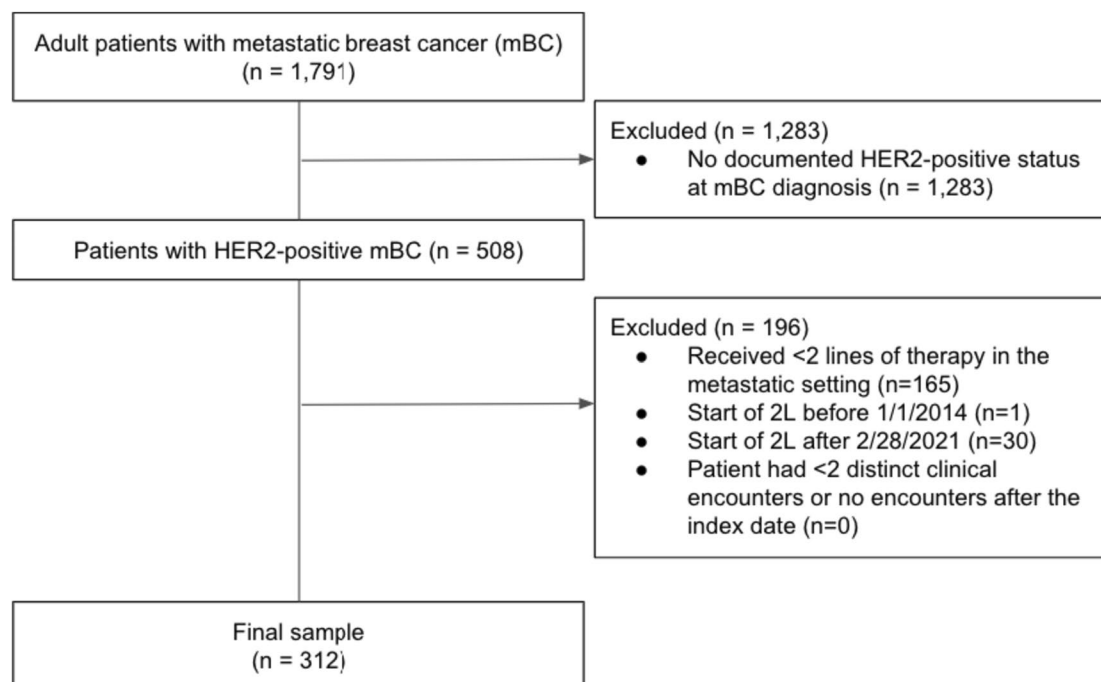 Adult patients with metastatic breast cancer (mBC)
(n = 1,791)
Excluded (n = 1,283)
● No documented HER2-positive status
at mBC diagnosis (n = 1,283)
Patients with HER2-positive mBC (n = 508)
Excluded (n = 196)
● Received <2 lines of therapy in the
metastatic setting (n=165)
● Start of 2L before 1/1/2014 (n=1)
● Start of 2L after 2/28/2021 (n=30)
● Patient had <2 distinct clinical
encounters or no encounters after the
index date (n=0)
Final sample
(n = 312)